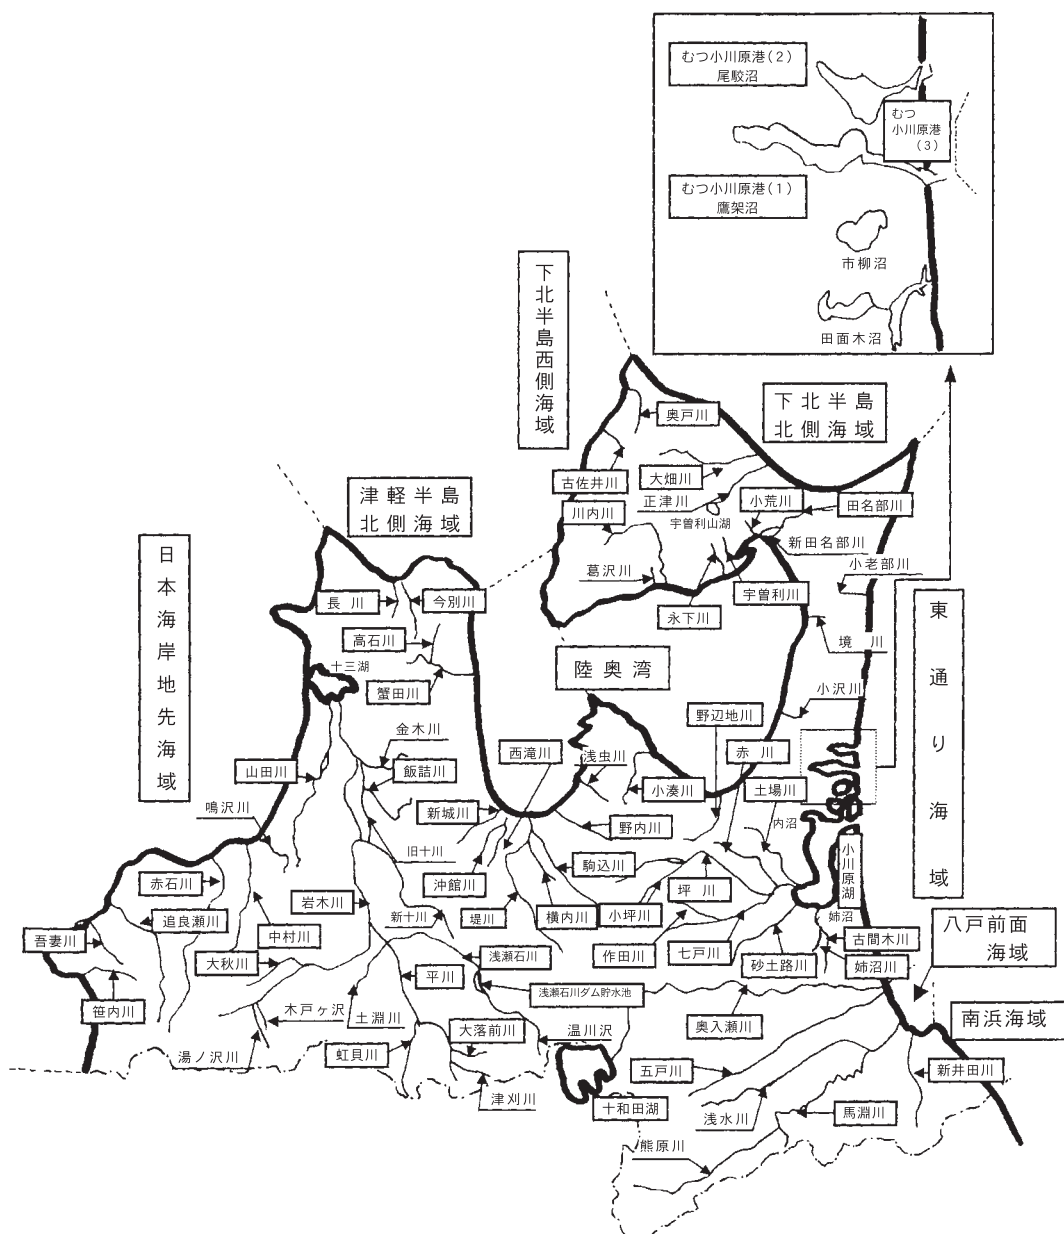 むつ小川原港(2)
尾駮沼
むつ
小川原港
(3)
むつ小川原港(1)
鷹架沼
市柳沼
田面木沼
下北半島西側海域
下北半島
北側海域
奥戸川
古佐井川
大畑川
正津川
小荒川
田名部川
川内川
宇曽利山湖
新田名部川
葛沢川
小老部川
宇曽利川
永下川
境 川
津軽半島
北側海域
日本海岸地先海域
長 川
今別川
高石川
十三湖
蟹田川
陸奥湾
東通り海域
小沢川
野辺地川
金木川
西滝川
浅虫川
赤 川
山田川
飯詰川
小湊川
土場川
鳴沢川
新城川
野内川
内沼
旧十川
小川原湖
駒込川
赤石川
沖館川
坪 川
岩木川
追良瀬川
新十川
堤川
横内川
小坪川
姉沼
吾妻川
中村川
古間木川
八戸前面
海域
大秋川
浅瀬石川
作田川
七戸川
砂土路川
姉沼川
平川
浅瀬石川ダム貯水池
笹内川
木戸ヶ沢
土淵川
奥入瀬川
南浜海域
大落前川
温川沢
湯ノ沢川
虹貝川
五戸川
新井田川
津刈川
十和田湖
浅水川
馬淵川
熊原川